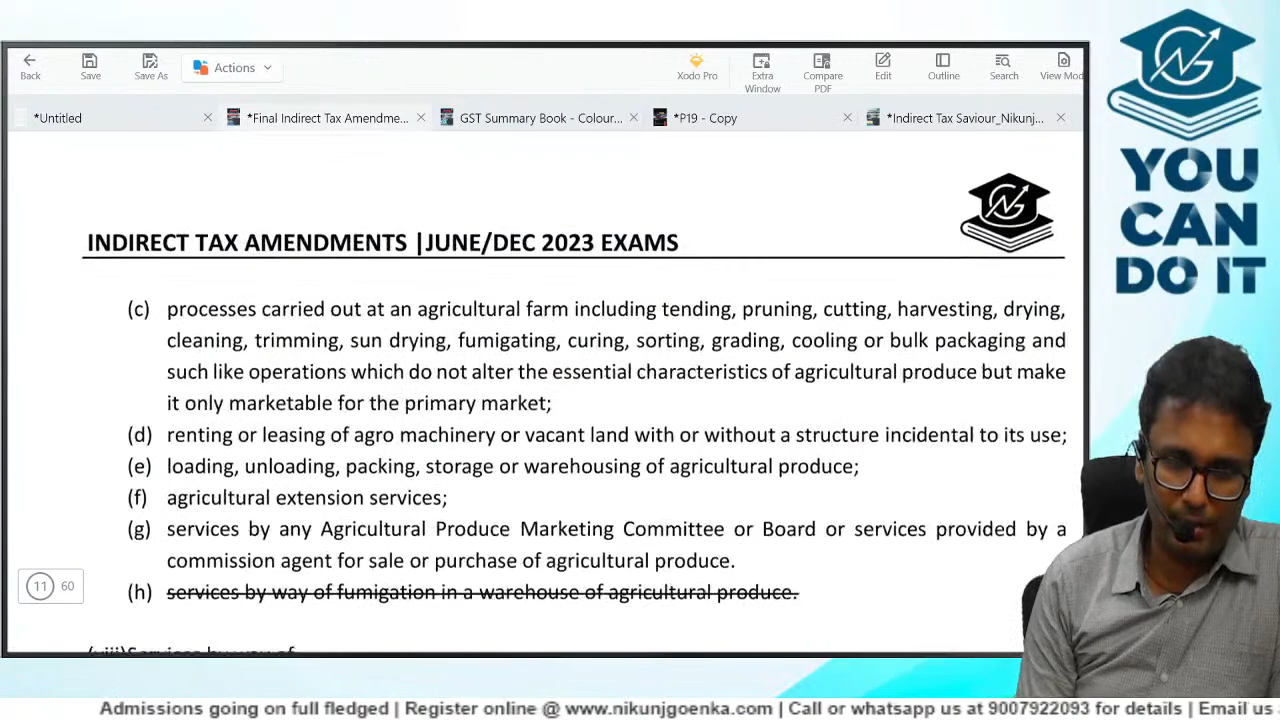 Back
Save
Save As
Actions
Xodo Pro
Extra Window
Compare PDF
Edit
Outline
Search
View Mod
*Untitled
*Final Indirect Tax Amendme...
GST Summary Book - Colour...
*P19 - Copy
*Indirect Tax Saviour_Nikunj...
INDIRECT TAX AMENDMENTS |JUNE/DEC 2023 EXAMS
(c) processes carried out at an agricultural farm including tending, pruning, cutting, harvesting, drying,
cleaning, trimming, sun drying, fumigating, curing, sorting, grading, cooling or bulk packaging and
such like operations which do not alter the essential characteristics of agricultural produce but make
it only marketable for the primary market;
(d) renting or leasing of agro machinery or vacant land with or without a structure incidental to its use;
(e) loading, unloading, packing, storage or warehousing of agricultural produce;
(f) agricultural extension services;
(g) services by any Agricultural Produce Marketing Committee or Board or services provided by a
commission agent for sale or purchase of agricultural produce.
(h) services by way of fumigation in a warehouse of agricultural produce.
(viii)Services by way of
11 60
YOU
CAN
DO IT
Admissions going on full fledged | Register online @ www.nikunjgoenka.com | Call or whatsapp us at 9007922093 for details | Email us